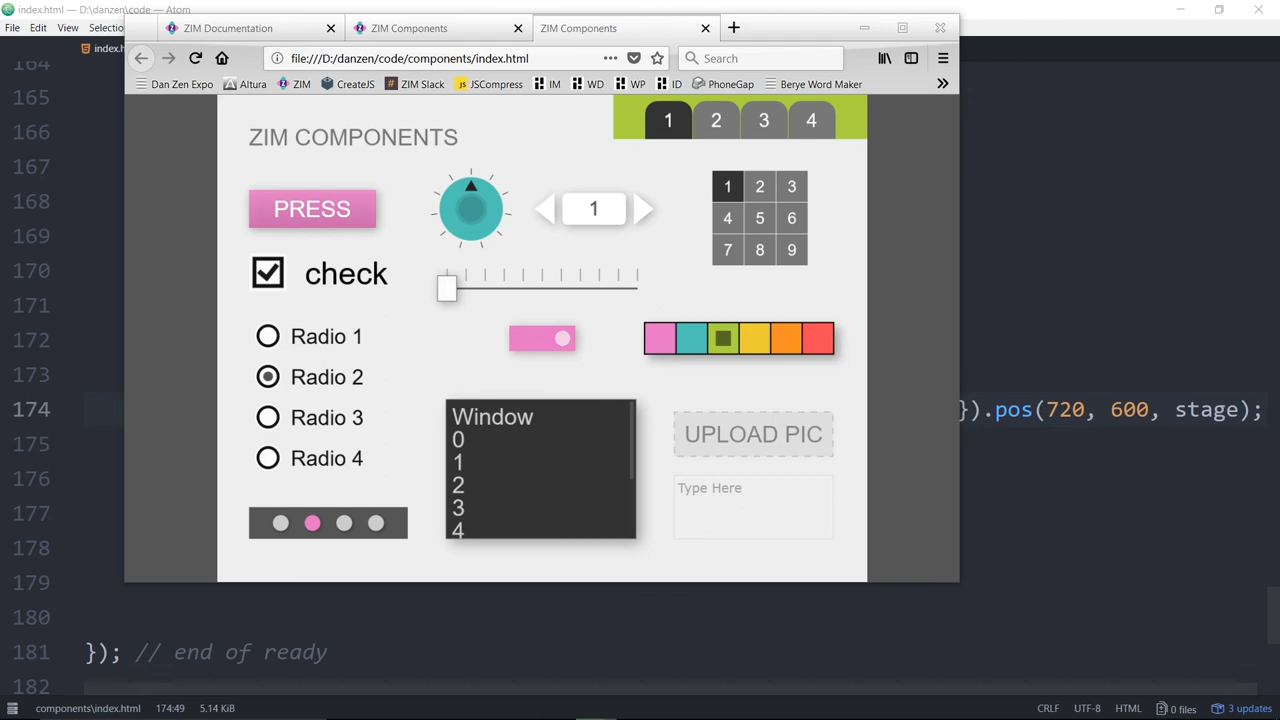 index.html — D:\danzen\code — Atom
File Edit View Selectio
ZIM Documentation ZIM Components ZIM Components
index.h
file:///D:/danzen/code/components/index.html
Search
Dan Zen Expo Altura ZIM CreateJS ZIM Slack JSCompress IM WD WP ID PhoneGap Berye Word Maker
ZIM COMPONENTS
1 2 3 4
PRESS
1
1 2 3
4 5 6
7 8 9
check
Radio 1
Radio 2
Radio 3
Radio 4
Window
0
1
2
3
4
UPLOAD PIC
Type Here
164
165
166
167
168
169
170
171
172
173
174 }).pos(720, 600, stage);
175
176
177
178
179
180
181 }); // end of ready
182
components\index.html 174:49 5.14 KiB CRLF UTF-8 HTML 0 files 3 updates